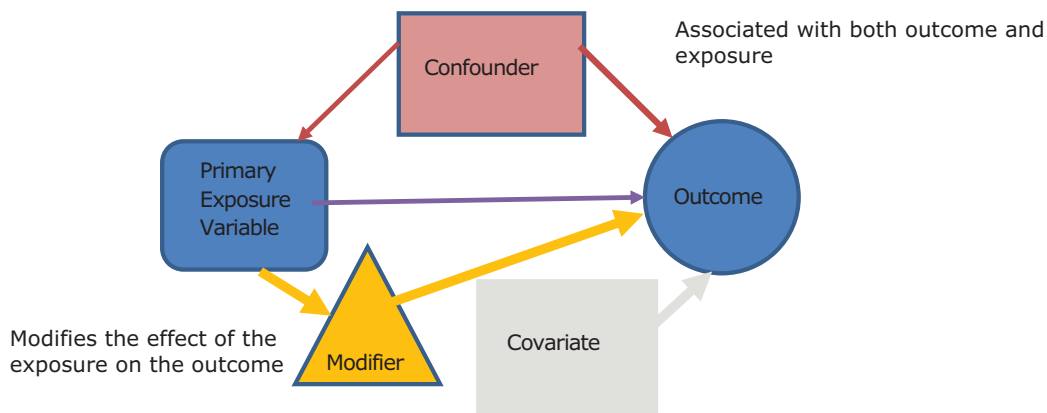 Associated with both outcome and
exposure
Confounder
Primary
Exposure
Variable
Outcome
Modifies the effect of the
exposure on the outcome
Modifier
Covariate